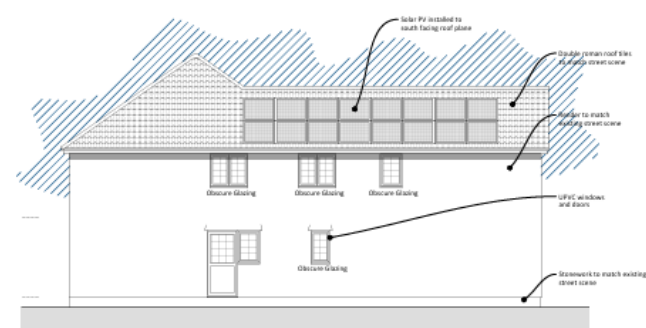 Solar PV installed to
south facing roof plane
Double roman roof tiles
to match street scene
Render to match
existing street scene
Obscure Glazing
Obscure Glazing
Obscure Glazing
UPVC windows
and doors
Obscure Glazing
Stonework to match existing
street scene